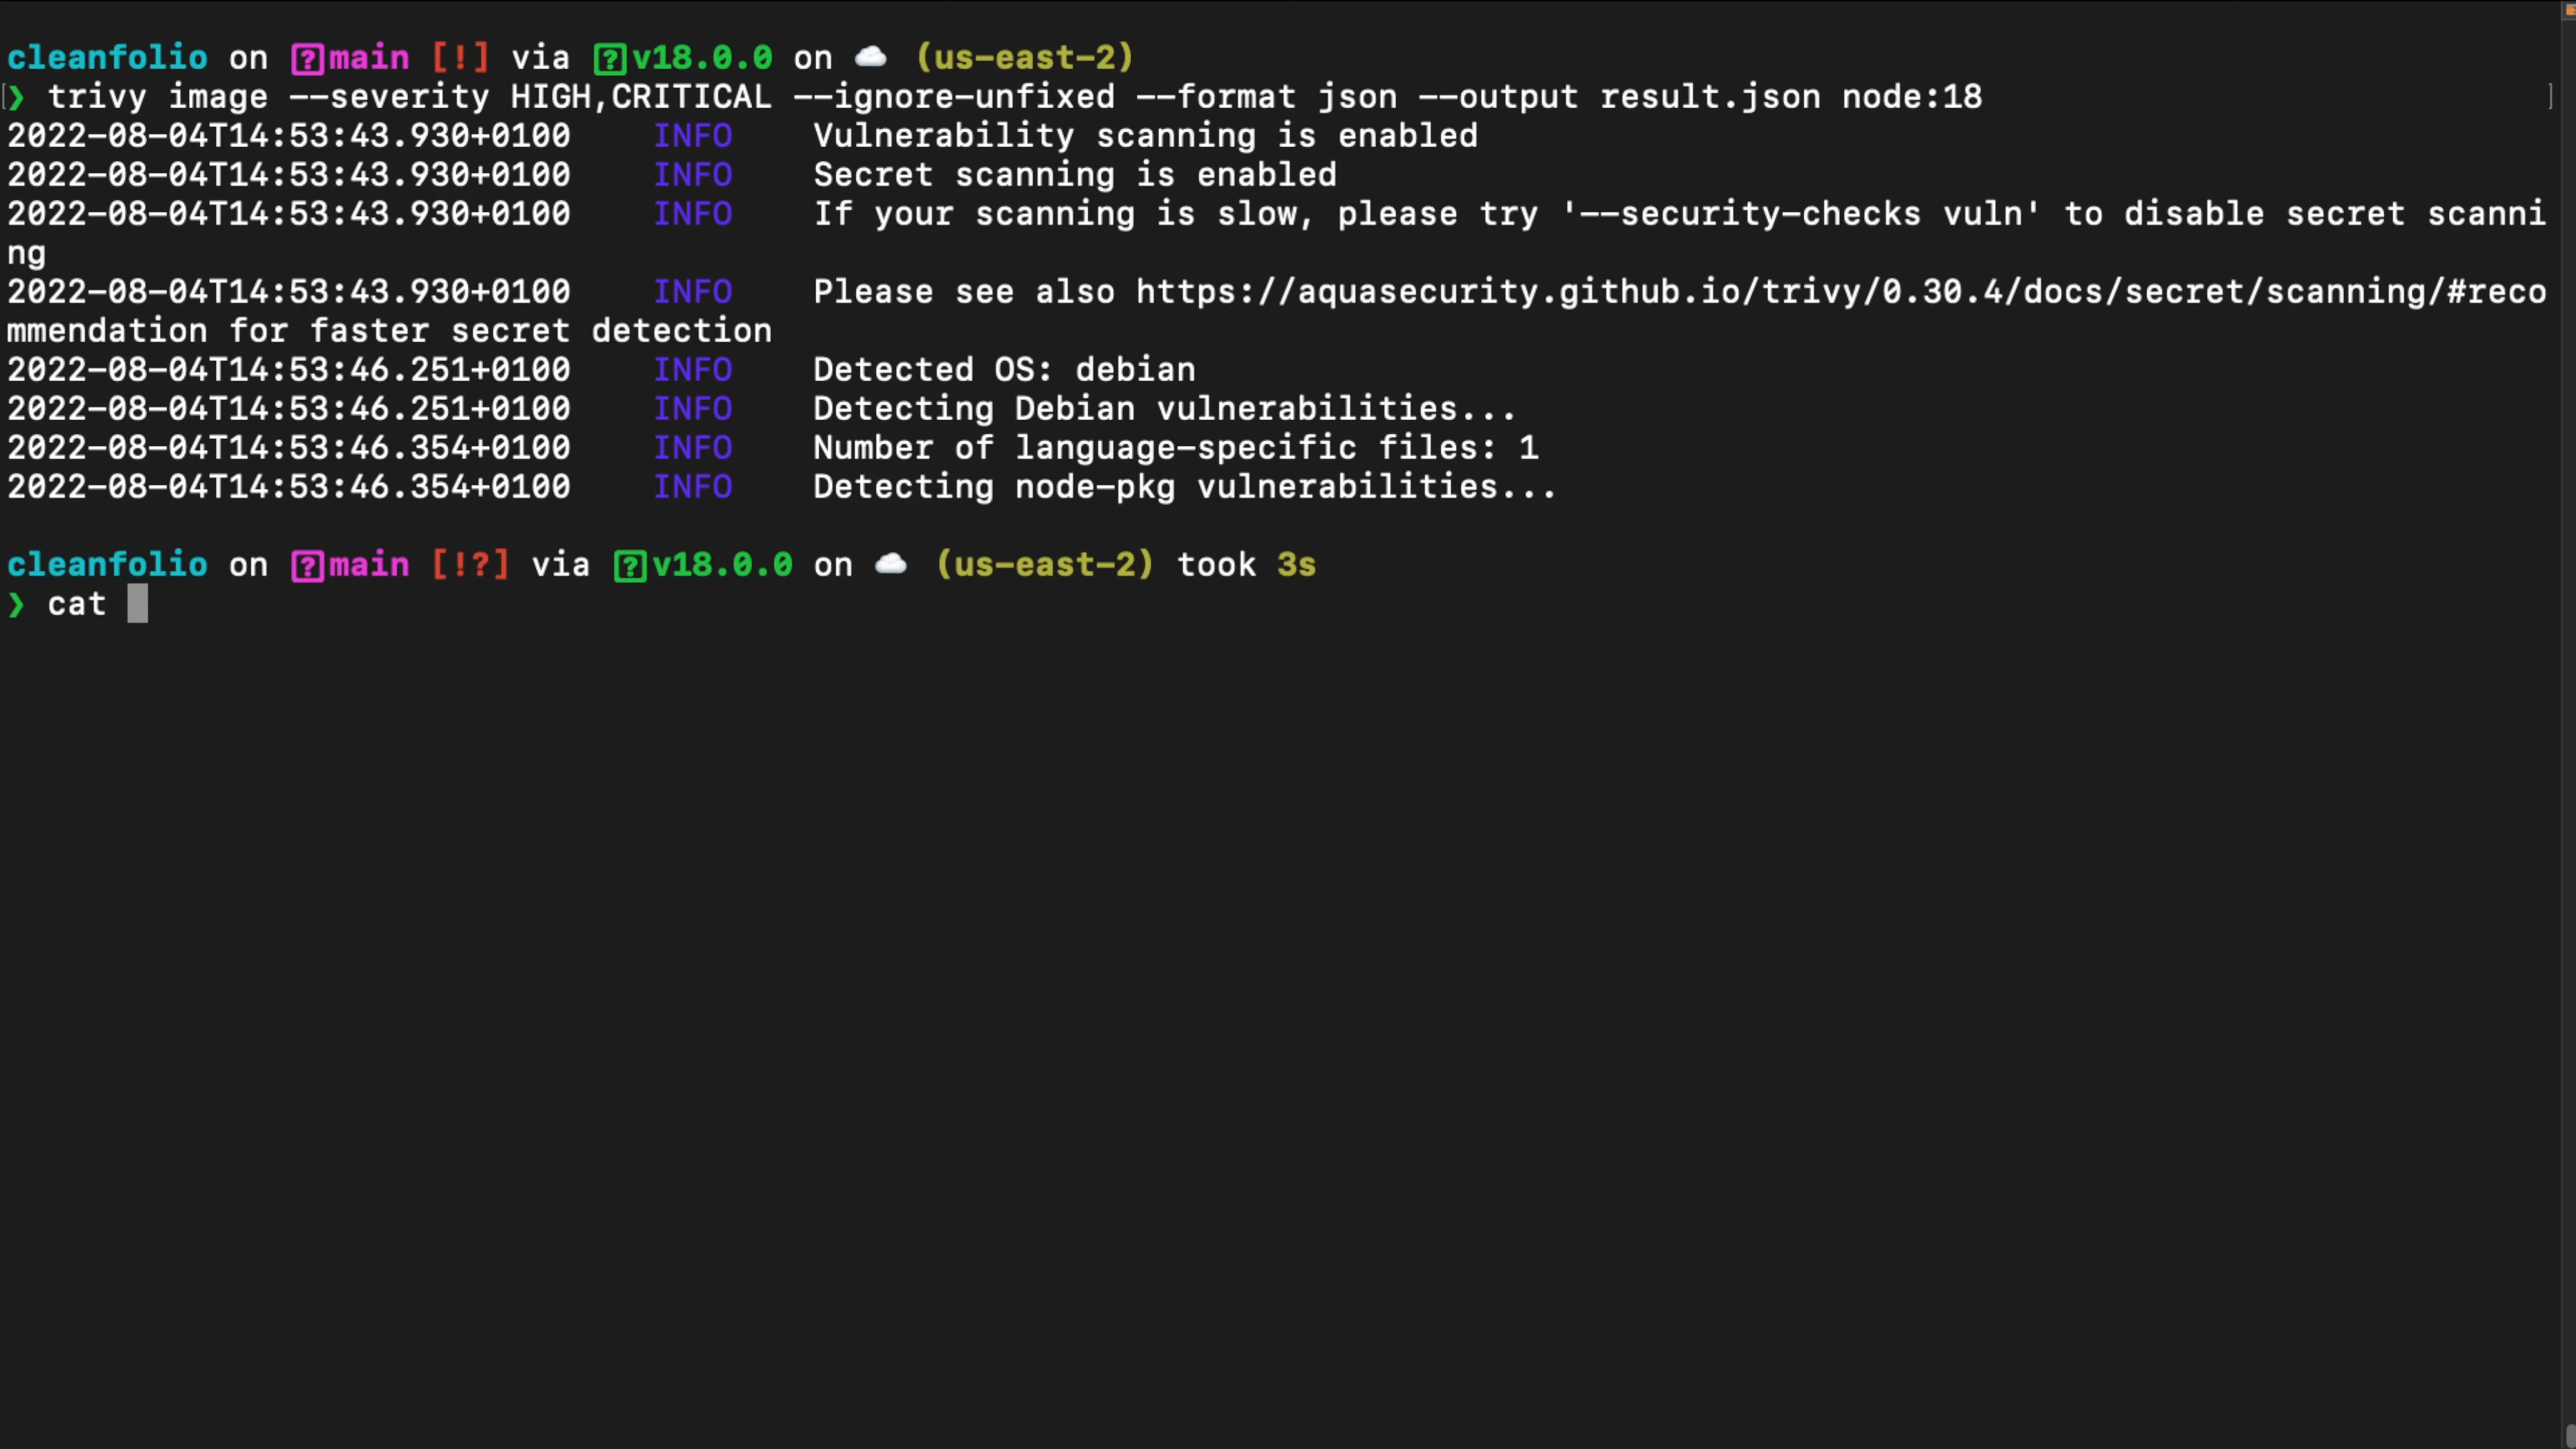 cleanfolio on ?main [!] via ?v18.0.0 on ☁️ (us-east-2)
❯ trivy image --severity HIGH,CRITICAL --ignore-unfixed --format json --output result.json node:18
2022-08-04T14:53:43.930+0100 INFO Vulnerability scanning is enabled
2022-08-04T14:53:43.930+0100 INFO Secret scanning is enabled
2022-08-04T14:53:43.930+0100 INFO If your scanning is slow, please try '--security-checks vuln' to disable secret scanni
ng
2022-08-04T14:53:43.930+0100 INFO Please see also https://aquasecurity.github.io/trivy/0.30.4/docs/secret/scanning/#reco
mmendation for faster secret detection
2022-08-04T14:53:46.251+0100 INFO Detected OS: debian
2022-08-04T14:53:46.251+0100 INFO Detecting Debian vulnerabilities...
2022-08-04T14:53:46.354+0100 INFO Number of language-specific files: 1
2022-08-04T14:53:46.354+0100 INFO Detecting node-pkg vulnerabilities...
cleanfolio on ?main [!?] via ?v18.0.0 on ☁️ (us-east-2) took 3s
❯ cat